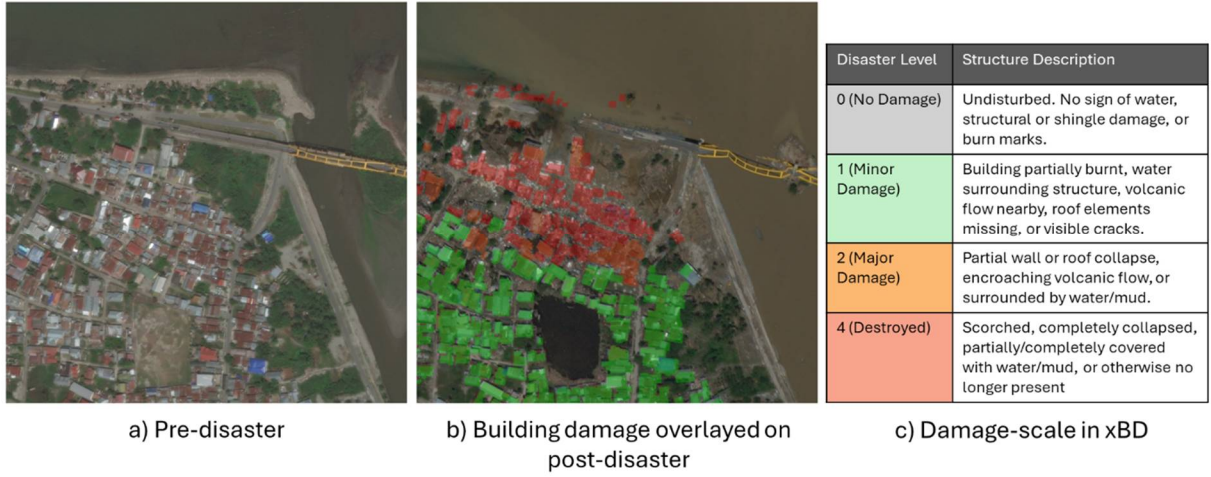 Disaster Level Structure Description
0 (No Damage) Undisturbed. No sign of water,
structural or shingle damage, or
burn marks.
1 (Minor Building partially burnt, water
Damage) surrounding structure, volcanic
flow nearby, roof elements
missing, or visible cracks.
2 (Major Partial wall or roof collapse,
Damage) encroaching volcanic flow, or
surrounded by water/mud.
4 (Destroyed) Scorched, completely collapsed,
partially/completely covered
with water/mud, or otherwise no
longer present
a) Pre-disaster
b) Building damage overlayed on
post-disaster
c) Damage-scale in xBD